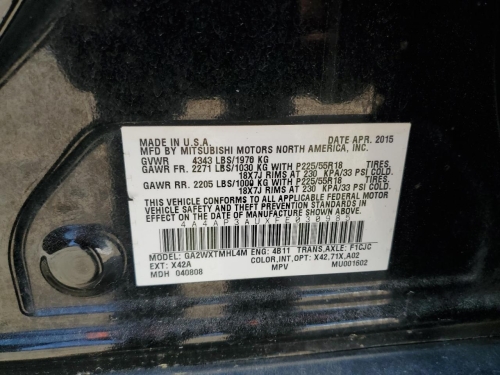 MADE IN U.S.A. DATE APR. 2015
MFD BY MITSUBISHI MOTORS NORTH AMERICA, INC.
GVWR 4343 LBS/1970 KG
GAWR FR. 2271 LBS/1030 KG WITH P225/55R18 TIRES,
18X7J RIMS AT 230 KPA/33 PSI COLD.
GAWR RR. 2205 LBS/1000 KG WITH P225/55R18 TIRES,
18X7J RIMS AT 230 KPA/33 PSI COLD.
THIS VEHICLE CONFORMS TO ALL APPLICABLE FEDERAL MOTOR
VEHICLE SAFETY AND THEFT PREVENTION STANDARDS IN
EFFECT ON THE DATE OF MANUFACTURE SHOWN ABOVE.
4A4AP3AUXFE030985
MODEL: GA2WXTMHL4M ENG: 4B11 TRANS,AXLE: F1CJC
EXT: X42A COLOR,INT,OPT: X42,71X,A02
MDH 040808 MPV MU001602